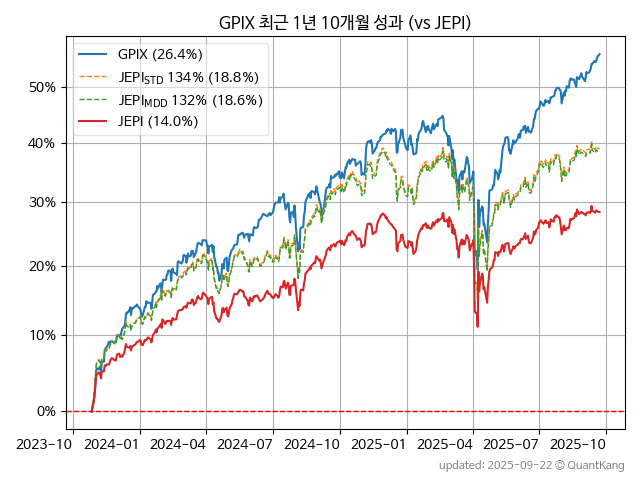 GPIX 최근 1년 10개월 성과 (vs JEPI)
GPIX (26.4%)
JEPI_STD 134% (18.8%)
JEPI_MDD 132% (18.6%)
JEPI (14.0%)
50%
40%
30%
20%
10%
0%
2023-10 2024-01 2024-04 2024-07 2024-10 2025-01 2025-04 2025-07 2025-10
updated: 2025-09-22 © QuantKang